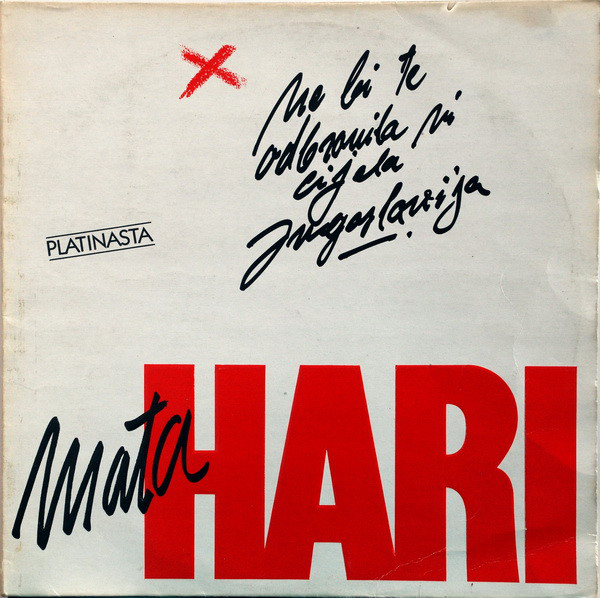 Ne bi te
odbranila ni
cijela
Jugoslavija
PLATINASTA
Mata
HARI